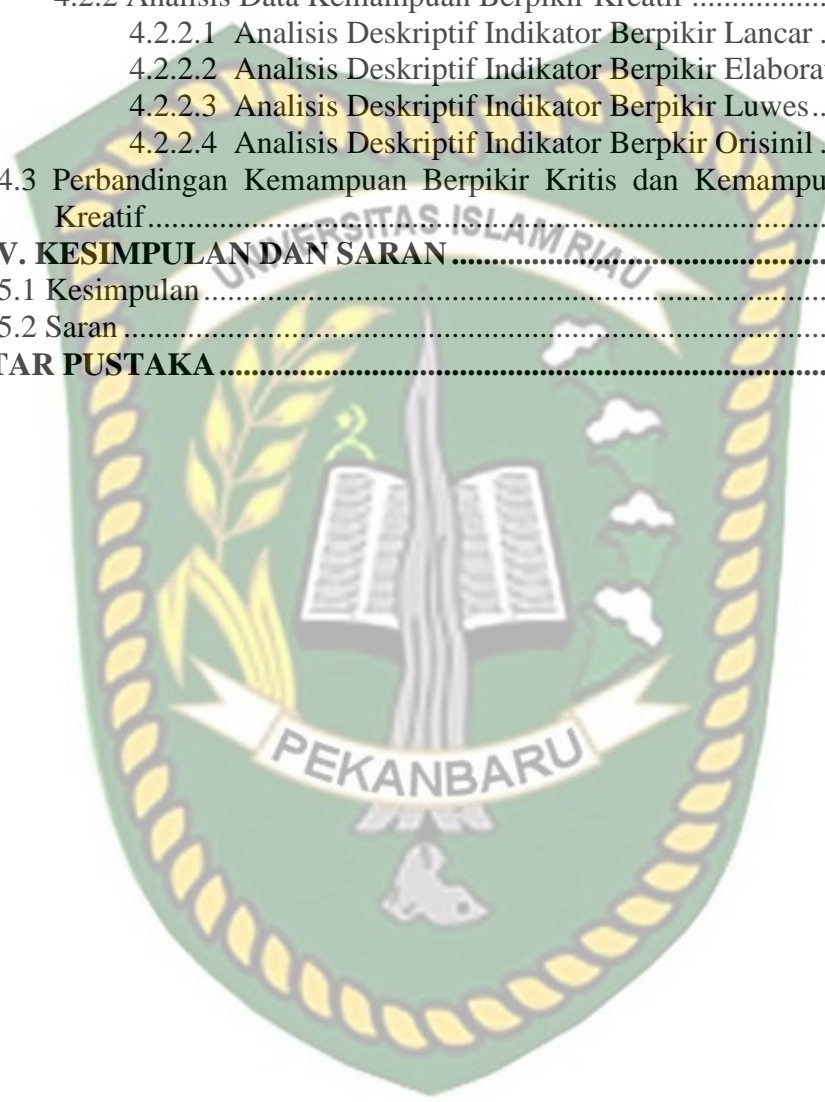 4.2.2 Analisis Data Kemampuan Berpikir Kreatif ................
4.2.2.1 Analisis Deskriptif Indikator Berpikir Lancar .
4.2.2.2 Analisis Deskriptif Indikator Berpikir Elaborat
4.2.2.3 Analisis Deskriptif Indikator Berpikir Luwes..
4.2.2.4 Analisis Deskriptif Indikator Berpkir Orisinil .
4.3 Perbandingan Kemampuan Berpikir Kritis dan Kemampu
Kreatif................................................................
UNIVERSITAS ISLAM RIAU
V. KESIMPULAN DAN SARAN................................
5.1 Kesimpulan................................................................
5.2 Saran ................................................................
TAR PUSTAKA................................................................
PEKANBARU